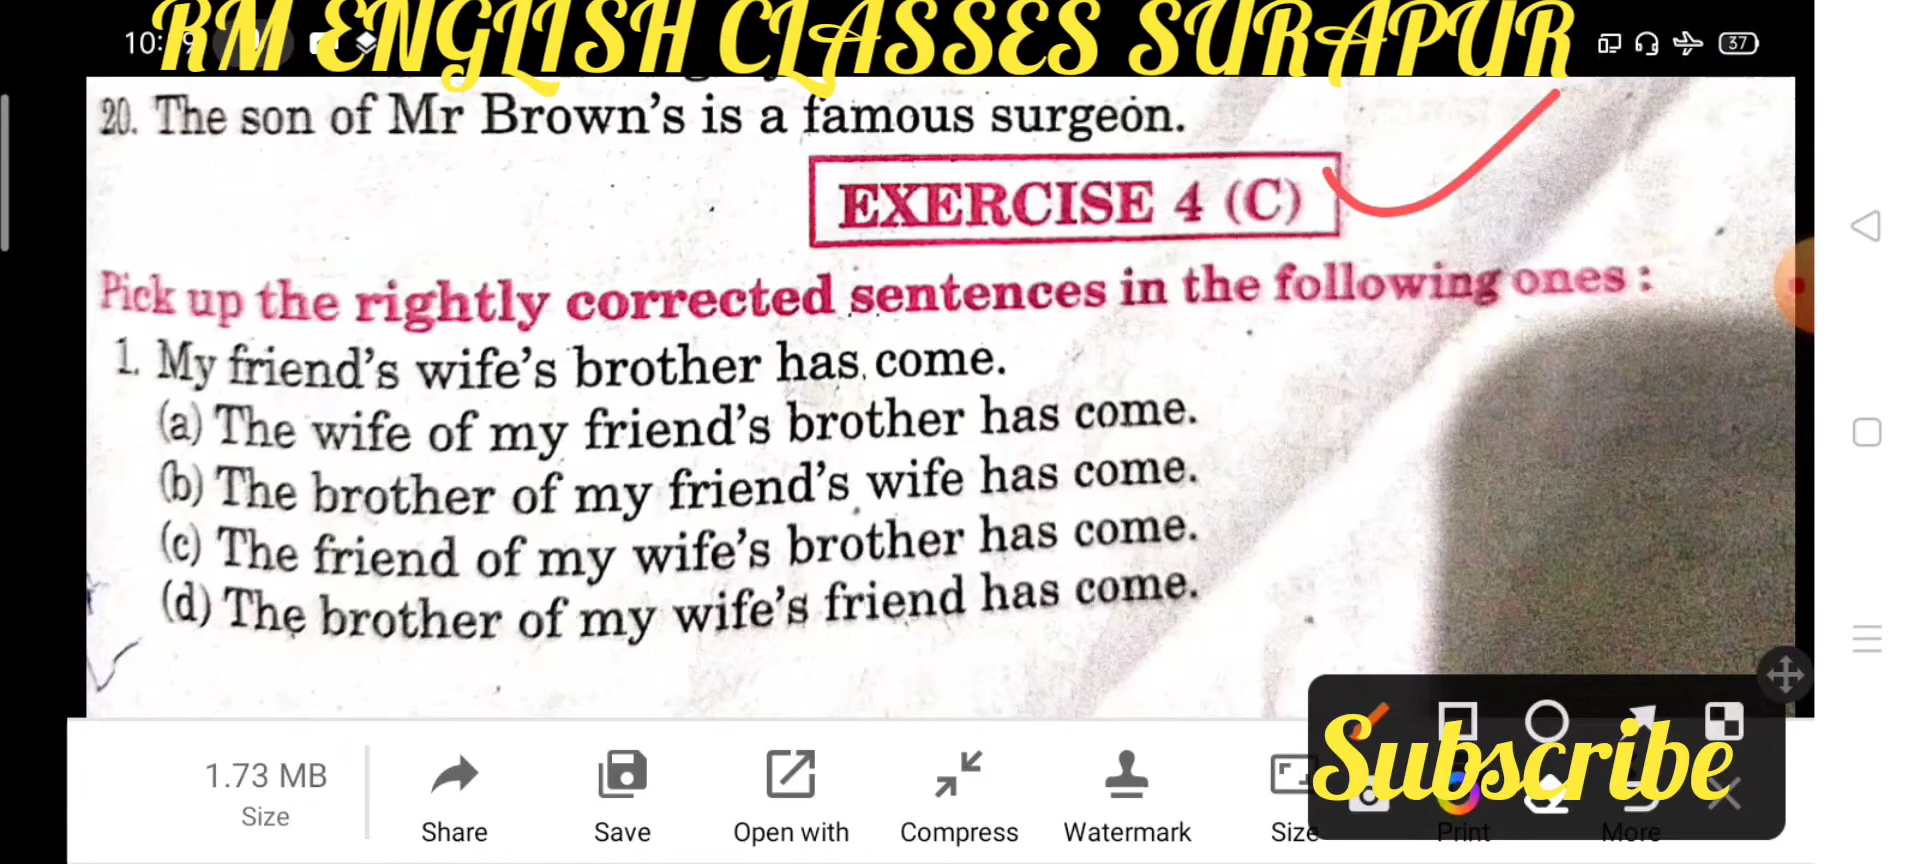 RM ENGLISH CLASSES SURAPUR
37
20. The son of Mr Brown's is a famous surgeon.
EXERCISE 4 (C)
Pick up the rightly corrected sentences in the following ones :
1. My friend's wife's brother has come.
(a) The wife of my friend's brother has come.
(b) The brother of my friend's wife has come.
(c) The friend of my wife's brother has come.
(d) The brother of my wife's friend has come.
Subscribe
1.73 MB
Size
Share
Save
Open with
Compress
Watermark
Size
Print
More